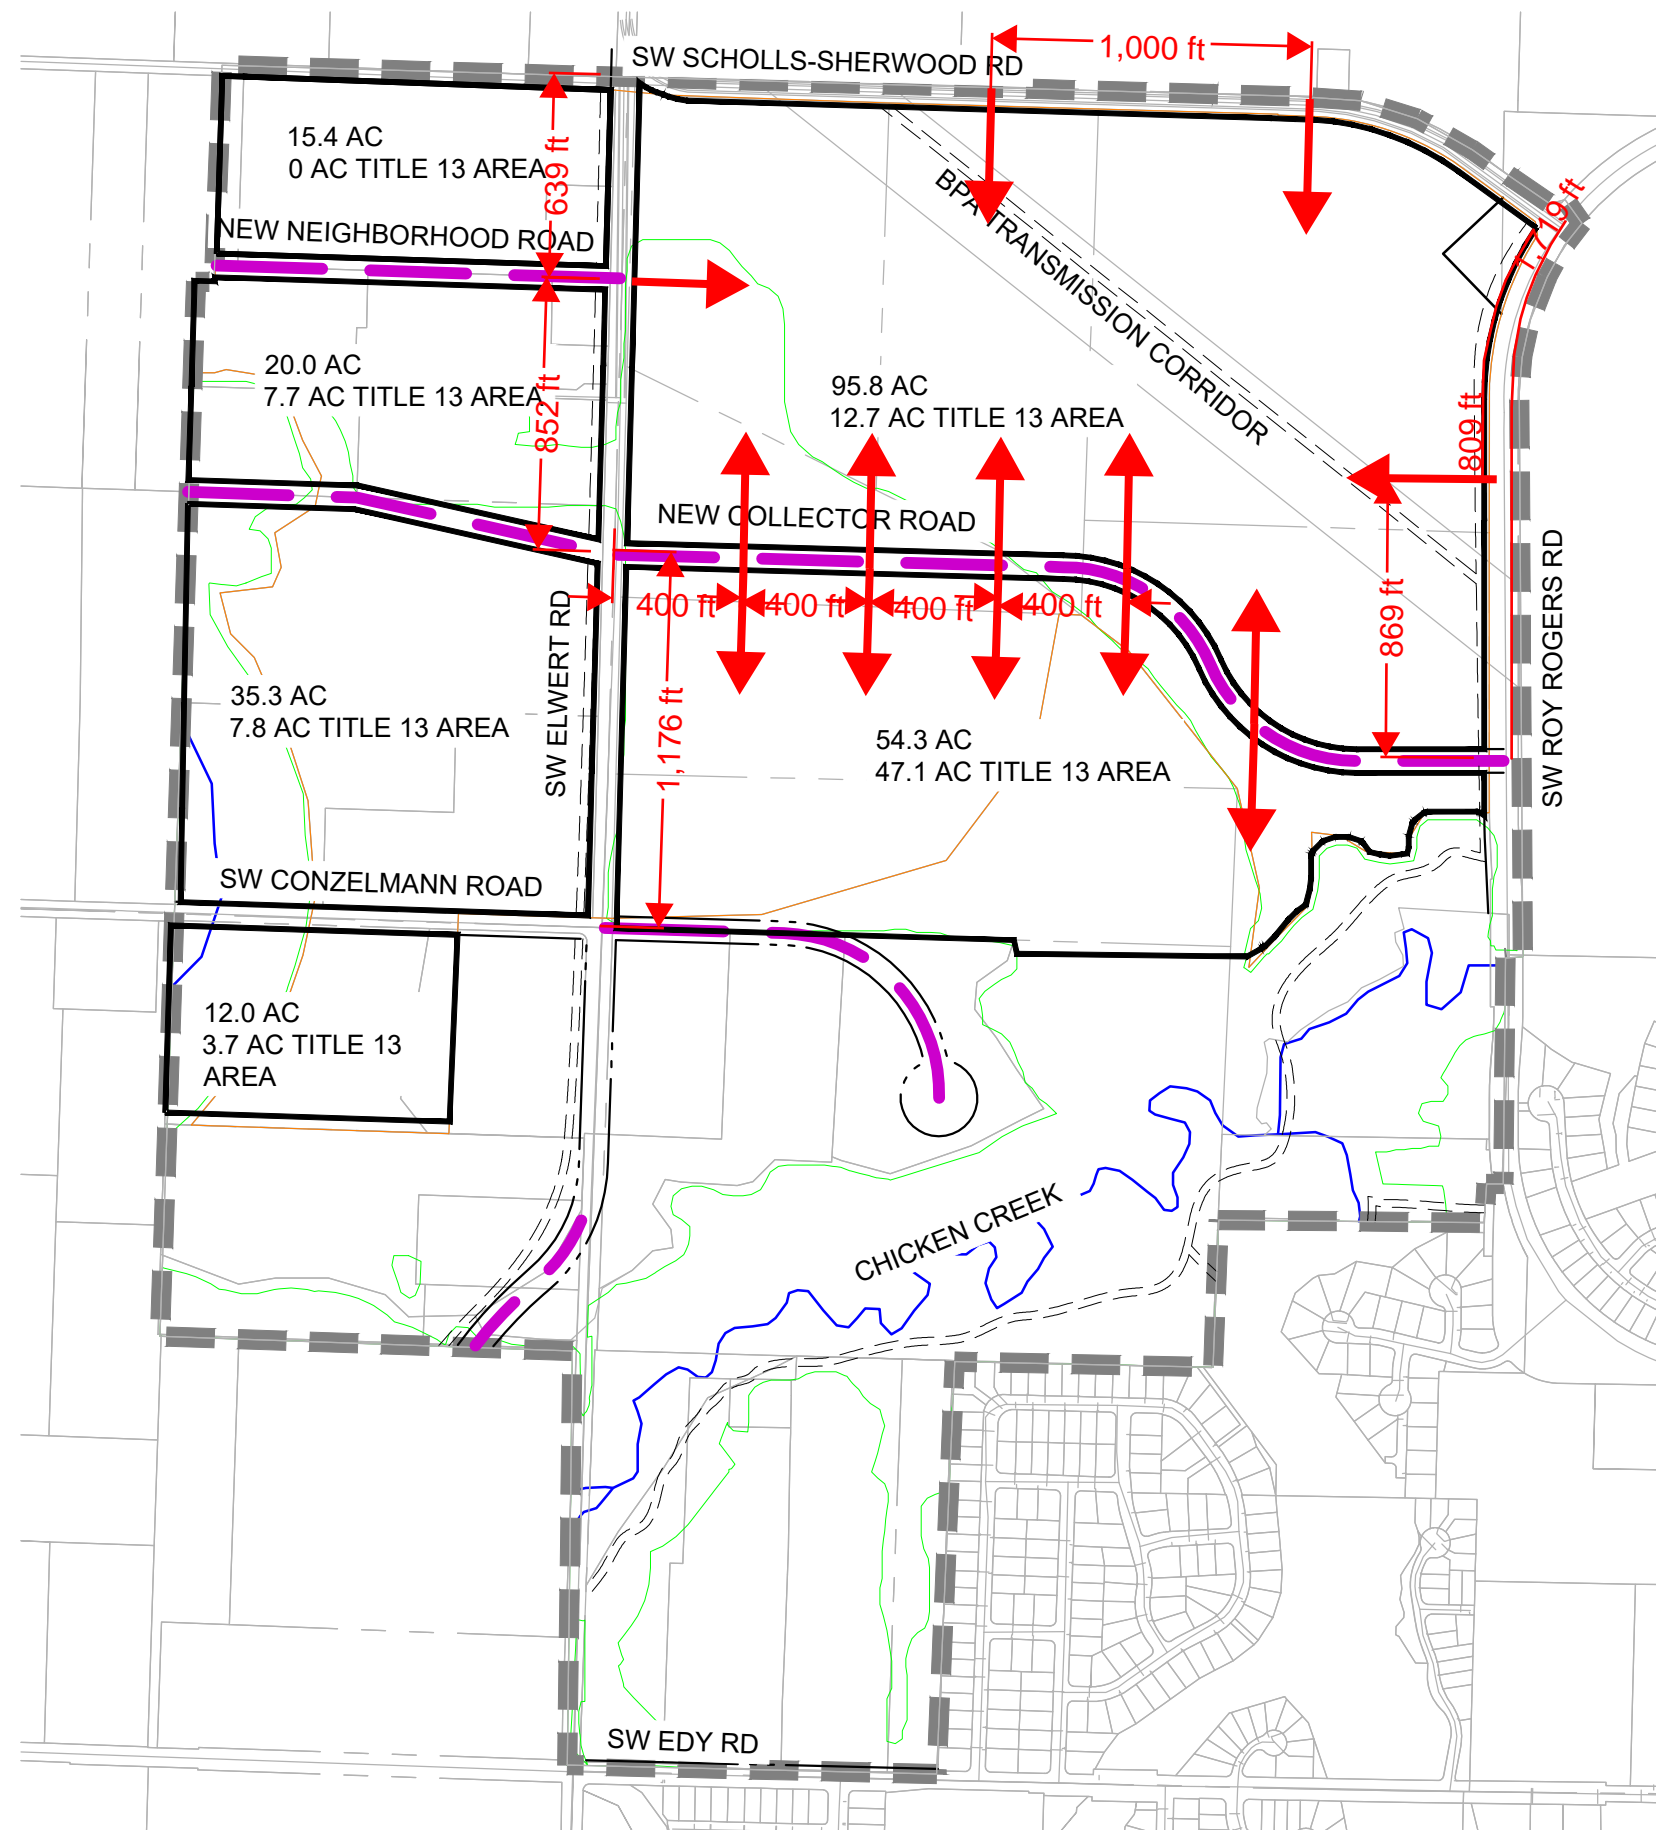 SW SCHOLLS-SHERWOOD RD
1,000 ft
15.4 AC
0 AC TITLE 13 AREA
639 ft
NEW NEIGHBORHOOD ROAD
BPA TRANSMISSION CORRIDOR
1,719 ft
20.0 AC
7.7 AC TITLE 13 AREA
852 ft
95.8 AC
12.7 AC TITLE 13 AREA
809 ft
NEW COLLECTOR ROAD
869 ft
SW ROY ROGERS RD
400 ft
400 ft
400 ft
400 ft
SW ELWERT RD
1,176 ft
35.3 AC
7.8 AC TITLE 13 AREA
54.3 AC
47.1 AC TITLE 13 AREA
SW CONZELMANN ROAD
12.0 AC
3.7 AC TITLE 13
AREA
CHICKEN CREEK
SW EDY RD